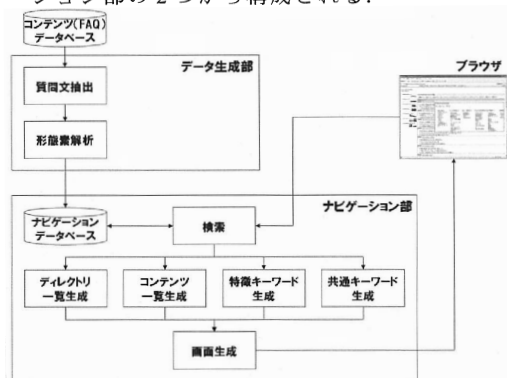 ション部の2つから構成される.
コンテンツ(FAQ)
データベース
データ生成部
ブラウザ
質問文抽出
形態素解析
ナビゲーション部
ナビゲーション
データベース
検索
ディレクトリ
一覧生成
コンテンツ
一覧生成
特徴キーワード
生成
共通キーワード
生成
画面生成